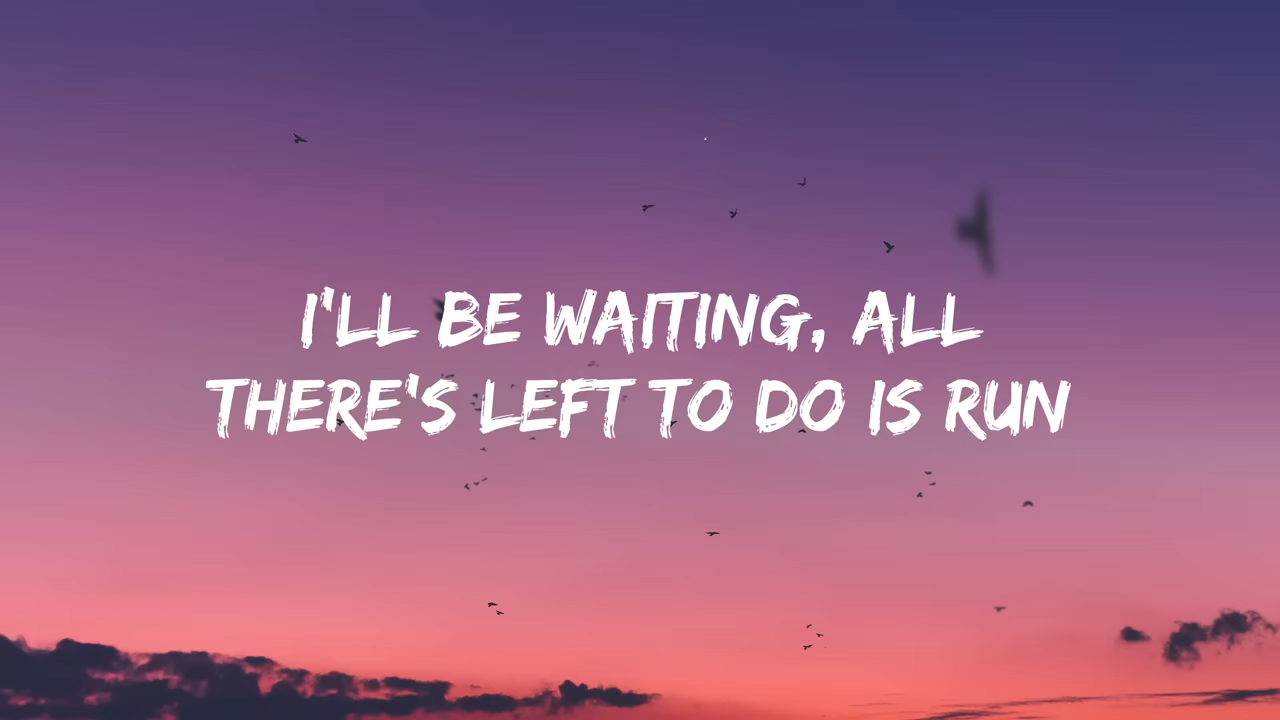 I'LL BE WAITING, ALL
THERE'S LEFT TO DO IS RUN